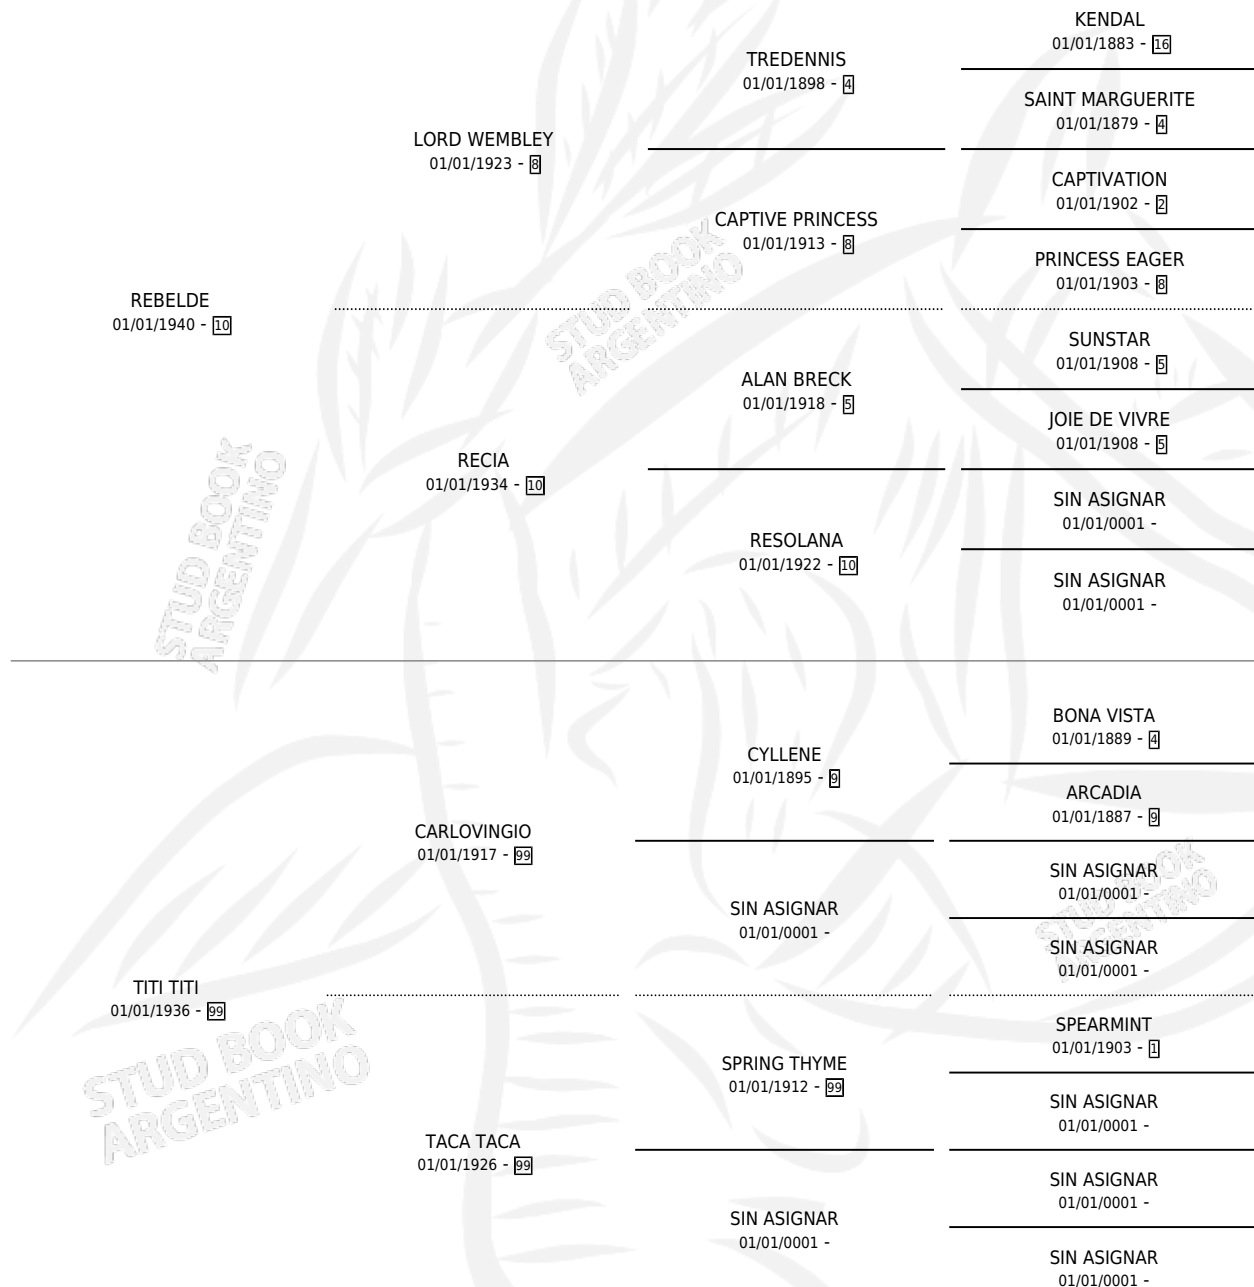 KENDAL
01/01/1883 - 16
TREDENNIS
01/01/1898 - 4
SAINT MARGUERITE
01/01/1879 - 4
LORD WEMBLEY
01/01/1923 - 8
CAPTIVATION
01/01/1902 - 2
CAPTIVE PRINCESS
01/01/1913 - 8
PRINCESS EAGER
01/01/1903 - 8
REBELDE
01/01/1940 - 10
SUNSTAR
01/01/1908 - 5
ALAN BRECK
01/01/1918 - 5
JOIE DE VIVRE
01/01/1908 - 5
RECIA
01/01/1934 - 10
SIN ASIGNAR
01/01/0001 -
RESOLANA
01/01/1922 - 10
SIN ASIGNAR
01/01/0001 -
BONA VISTA
01/01/1889 - 4
CYLLENE
01/01/1895 - 9
ARCADIA
01/01/1887 - 9
CARLOVINGIO
01/01/1917 - 99
SIN ASIGNAR
01/01/0001 -
SIN ASIGNAR
01/01/0001 -
SIN ASIGNAR
01/01/0001 -
TITI TITI
01/01/1936 - 99
SPEARMINT
01/01/1903 - 1
SPRING THYME
01/01/1912 - 99
SIN ASIGNAR
01/01/0001 -
TACA TACA
01/01/1926 - 99
SIN ASIGNAR
01/01/0001 -
SIN ASIGNAR
01/01/0001 -
SIN ASIGNAR
01/01/0001 -
STUD BOOK
ARGENTINO
STUD BOOK
ARGENTINO
STUD BOOK
ARGENTINO
STUD BOOK
ARGENTINO